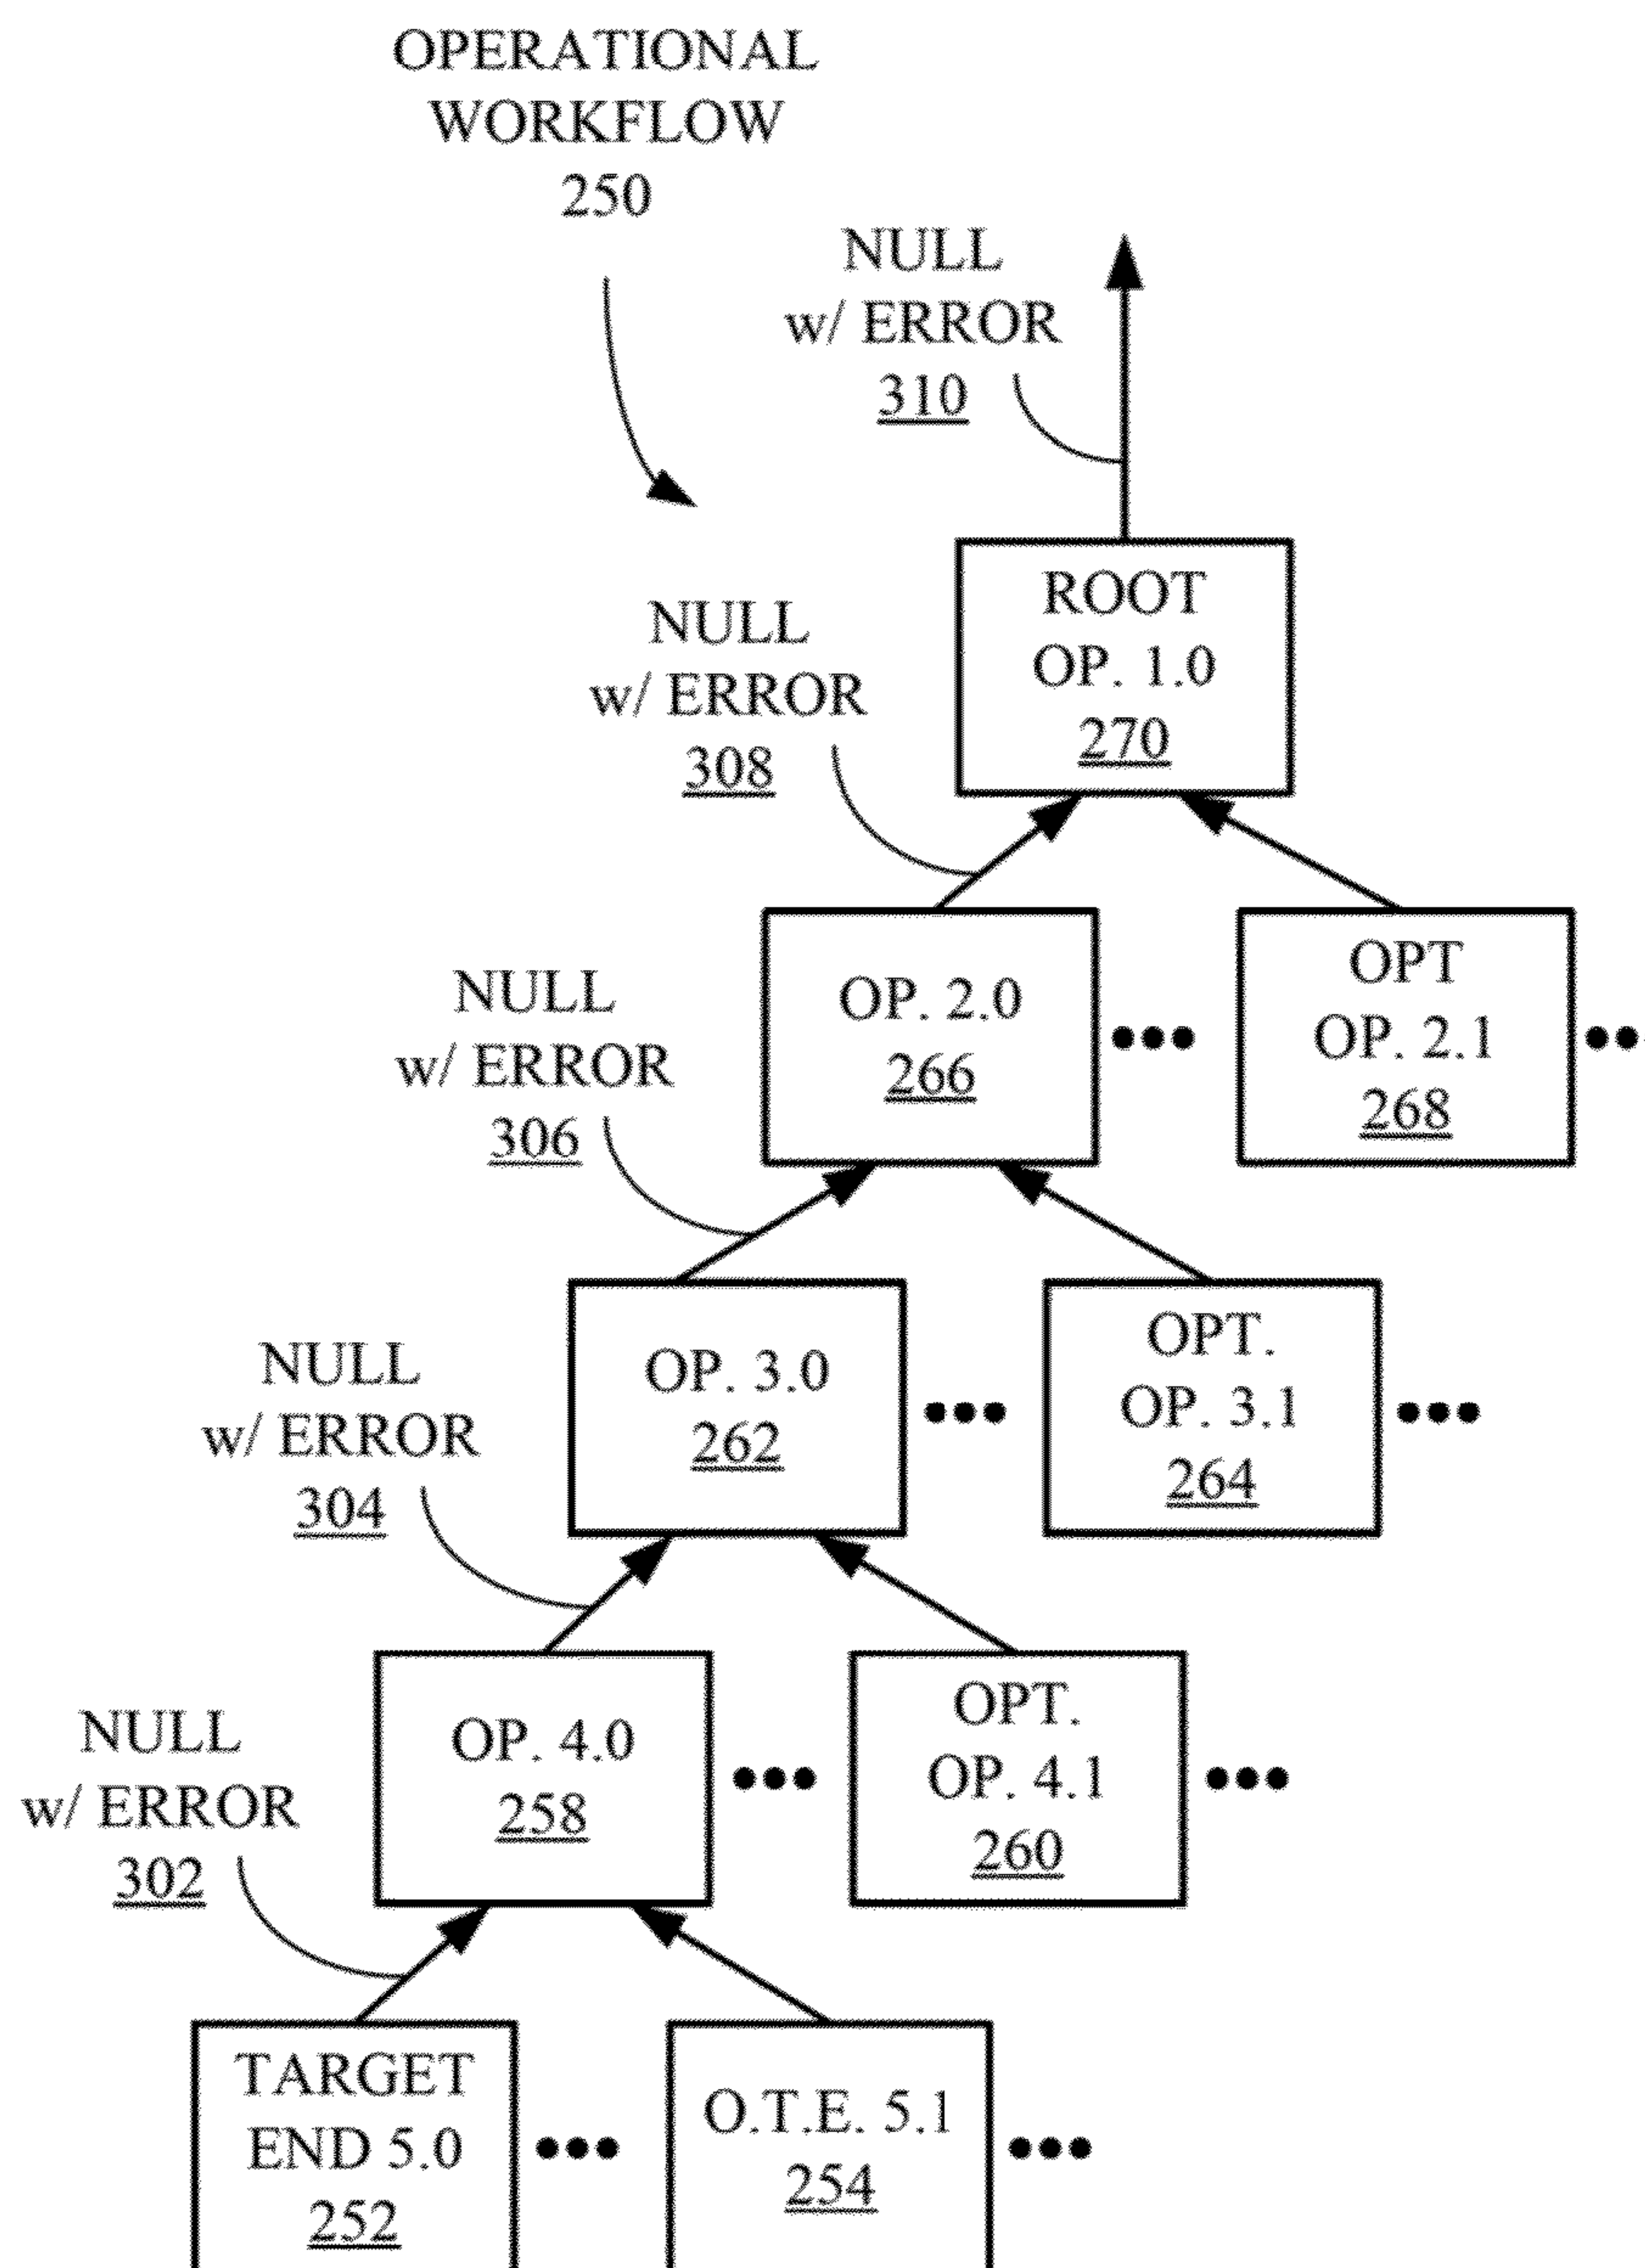 OPERATIONAL
WORKFLOW
250
NULL
w/ ERROR
310
ROOT
OP. 1.0
270
NULL
w/ ERROR
308
OP. 2.0
266
OPT
OP. 2.1
268
NULL
w/ ERROR
306
OP. 3.0
262
OPT.
OP. 3.1
264
NULL
w/ ERROR
304
OP. 4.0
258
OPT.
OP. 4.1
260
NULL
w/ ERROR
302
TARGET
END 5.0
252
O.T.E. 5.1
254